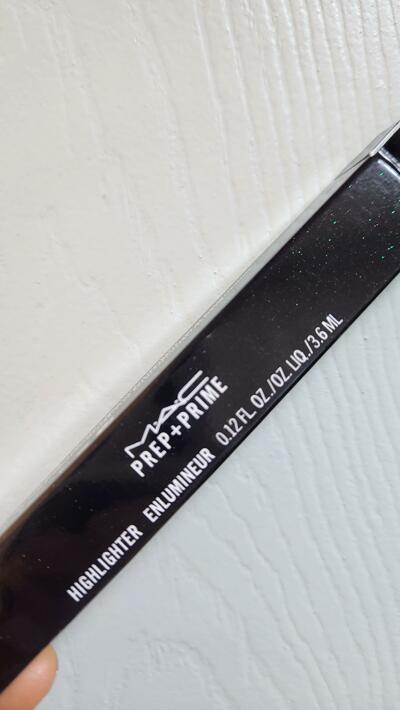 MAC
PREP+PRIME
HIGHLIGHTER ENLUMINEUR 0.12 FL. OZ./OZ. LIQ./3.6 ML